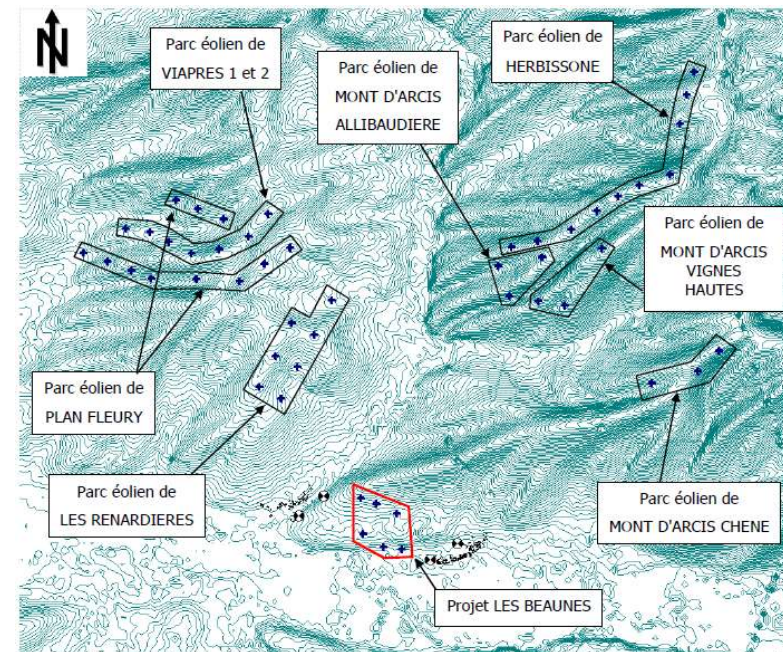 N
Parc éolien de
VIAPRES 1 et 2
Parc éolien de
MONT D'ARCIS
ALLIBAUDIERE
Parc éolien de
HERBISSONE
Parc éolien de
MONT D'ARCIS
VIGNES
HAUTES
Parc éolien de
PLAN FLEURY
Parc éolien de
LES RENARDIERES
Parc éolien de
MONT D'ARCIS CHENE
Projet LES BEAUNES